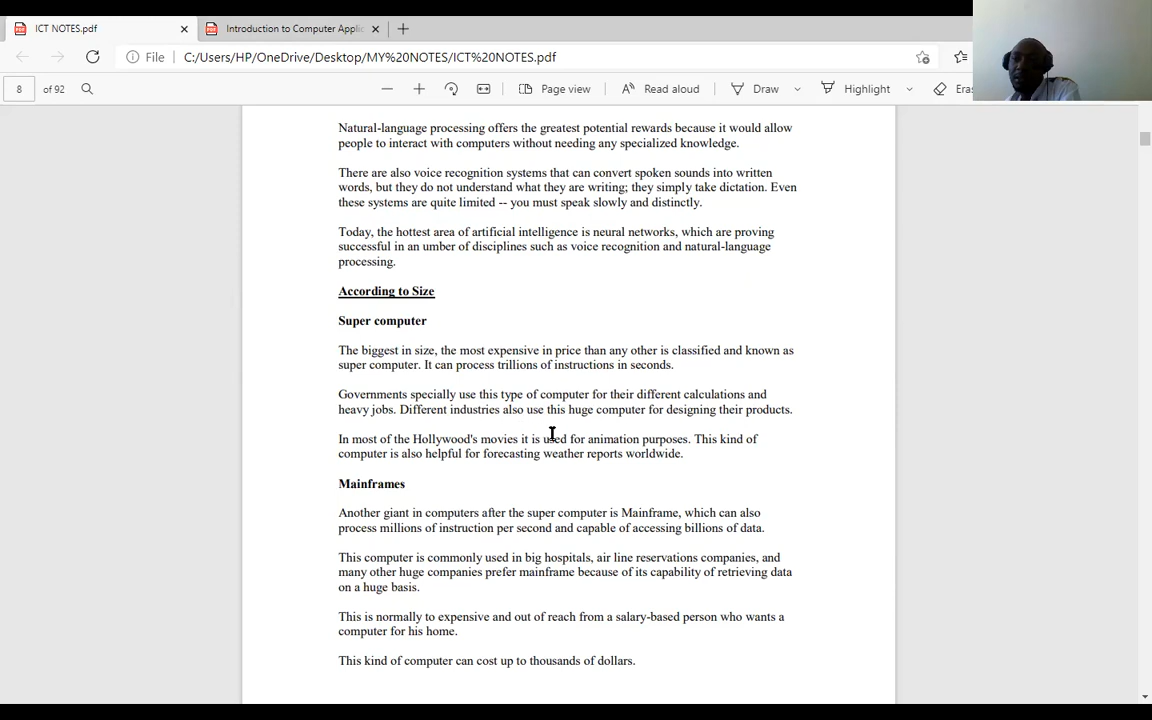 ICT NOTES.pdf
Introduction to Computer Applic
File
C:/Users/HP/OneDrive/Desktop/MY%20NOTES/ICT%20NOTES.pdf
8 of 92
Page view
Read aloud
Draw
Highlight
Eras
Natural-language processing offers the greatest potential rewards because it would allow
people to interact with computers without needing any specialized knowledge.
There are also voice recognition systems that can convert spoken sounds into written
words, but they do not understand what they are writing; they simply take dictation. Even
these systems are quite limited -- you must speak slowly and distinctly.
Today, the hottest area of artificial intelligence is neural networks, which are proving
successful in an umber of disciplines such as voice recognition and natural-language
processing.
According to Size
Super computer
The biggest in size, the most expensive in price than any other is classified and known as
super computer. It can process trillions of instructions in seconds.
Governments specially use this type of computer for their different calculations and
heavy jobs. Different industries also use this huge computer for designing their products.
In most of the Hollywood's movies it is used for animation purposes. This kind of
computer is also helpful for forecasting weather reports worldwide.
Mainframes
Another giant in computers after the super computer is Mainframe, which can also
process millions of instruction per second and capable of accessing billions of data.
This computer is commonly used in big hospitals, air line reservations companies, and
many other huge companies prefer mainframe because of its capability of retrieving data
on a huge basis.
This is normally to expensive and out of reach from a salary-based person who wants a
computer for his home.
This kind of computer can cost up to thousands of dollars.